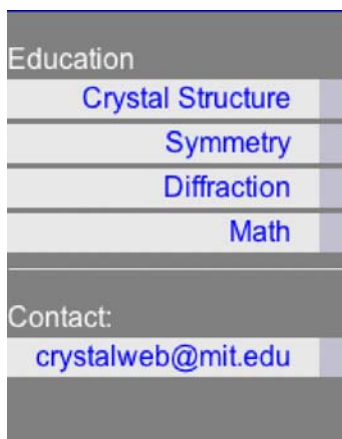 Education
Crystal Structure
Symmetry
Diffraction
Math
Contact:
crystalweb@mit.edu